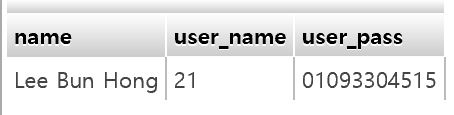 name user_name user_pass
Lee Bun Hong 21 01093304515